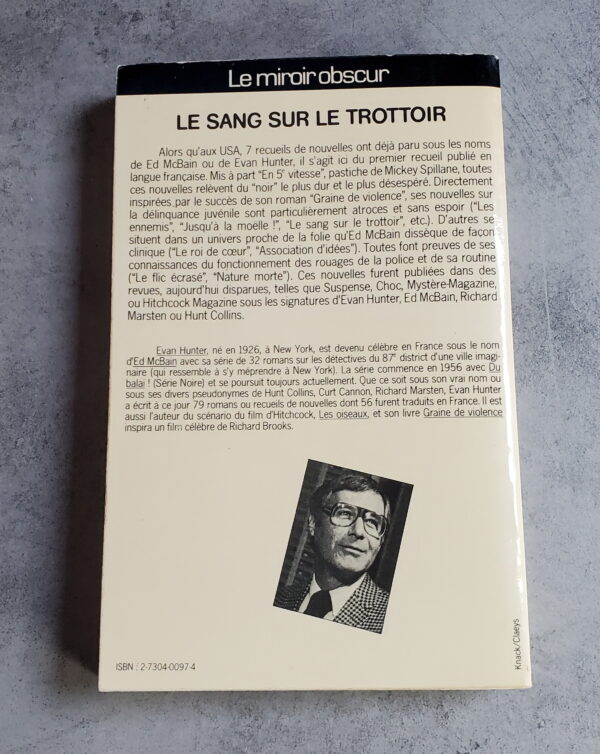 Le miroir obscur
LE SANG SUR LE TROTTOIR
Alors qu'aux USA, 7 recueils de nouvelles ont déjà paru sous les noms
de Ed McBain ou de Evan Hunter, il s'agit ici du premier recueil publié en
langue française. Mis à part "En 5e vitesse", pastiche de Mickey Spillane, toutes
ces nouvelles relèvent du "noir" le plus dur et le plus désespéré. Directement
inspirées par le succès de son roman "Graine de violence", ses nouvelles sur
la délinquance juvénile sont particulièrement atroces et sans espoir ("Les
ennemis", "Jusqu'à la moëlle !", "Le sang sur le trottoir", etc.). D'autres se
situent dans un univers proche de la folie qu'Ed McBain dissèque de façon
clinique ("Le roi de cœur", "Association d'idées"). Toutes font preuves de ses
connaissances du fonctionnement des rouages de la police et de sa routine
("Le flic écrasé", "Nature morte"). Ces nouvelles furent publiées dans des
revues, aujourd'hui disparues, telles que Suspense, Choc, Mystère-Magazine,
ou Hitchcock Magazine sous les signatures d'Evan Hunter, Ed McBain, Richard
Marsten ou Hunt Collins.
Evan Hunter, né en 1926, à New York, est devenu célèbre en France sous le nom
d'Ed McBain avec sa série de 32 romans sur les détectives du 87e district d'une ville imagi-
naire (qui ressemble à s'y méprendre à New York). La série commence en 1956 avec Du
balai ! (Série Noire) et se poursuit toujours actuellement. Que ce soit sous son vrai nom ou
sous ses divers pseudonymes de Hunt Collins, Curt Cannon, Richard Marsten, Evan Hunter
a écrit à ce jour 79 romans ou recueils de nouvelles dont 56 furent traduits en France. Il est
aussi l'auteur du scénario du film d'Hitchcock, Les oiseaux, et son livre Graine de violence
inspira un film célèbre de Richard Brooks.
Knack/Claeys
ISBN : 2-7304-0097-4